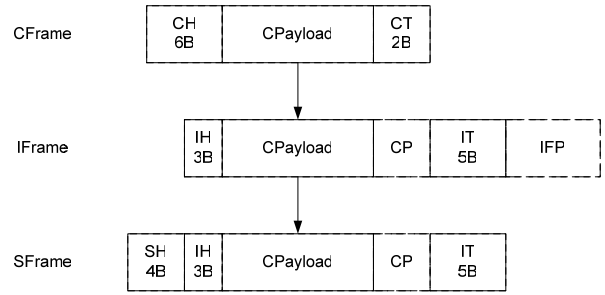 CFrame
CH
6B
CPayload
CT
2B
IFrame
IH
3B
CPayload
CP
IT
5B
IFP
SFrame
SH
4B
IH
3B
CPayload
CP
IT
5B